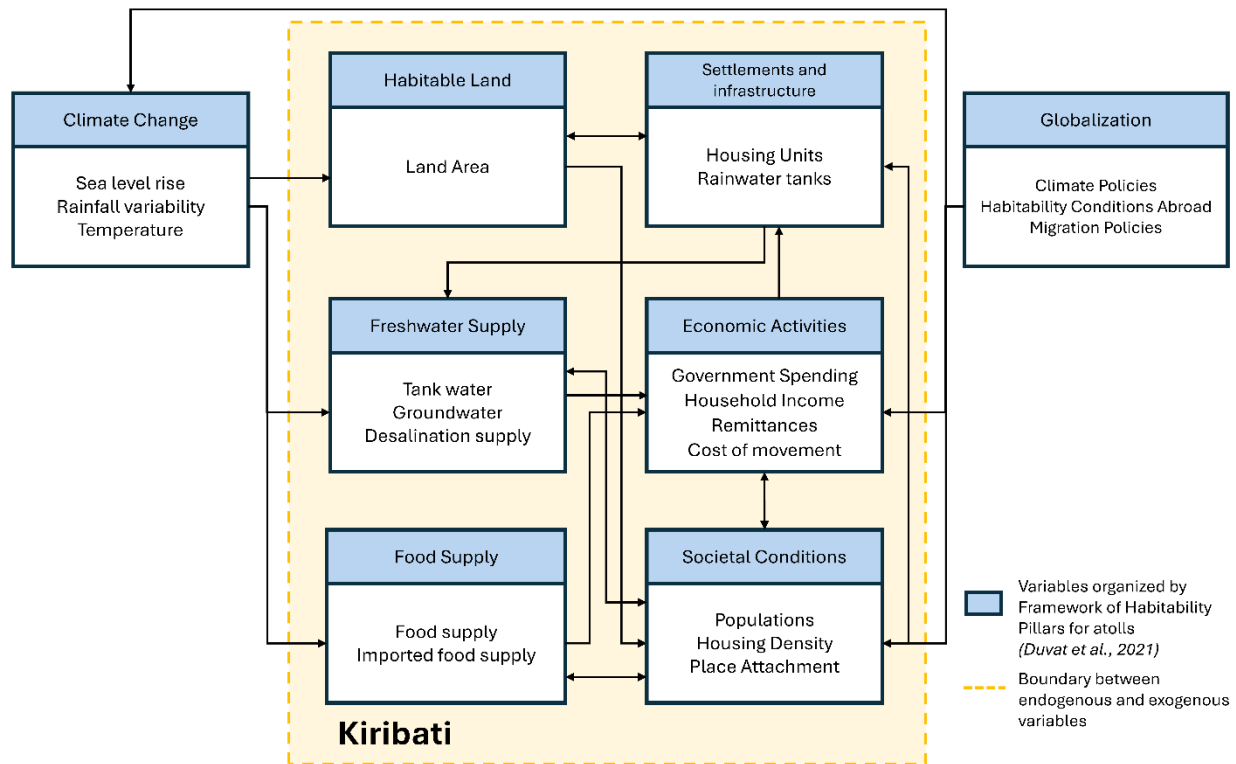 Climate Change
Sea level rise
Rainfall variability
Temperature
Habitable Land
Land Area
Settlements and
infrastructure
Housing Units
Rainwater tanks
Globalization
Climate Policies
Habitability Conditions Abroad
Migration Policies
Freshwater Supply
Tank water
Groundwater
Desalination supply
Economic Activities
Government Spending
Household Income
Remittances
Cost of movement
Food Supply
Food supply
Imported food supply
Societal Conditions
Populations
Housing Density
Place Attachment
Kiribati
Variables organized by
Framework of Habitability
Pillars for atolls
(Duvat et al., 2021)
Boundary between
endogenous and exogenous
variables